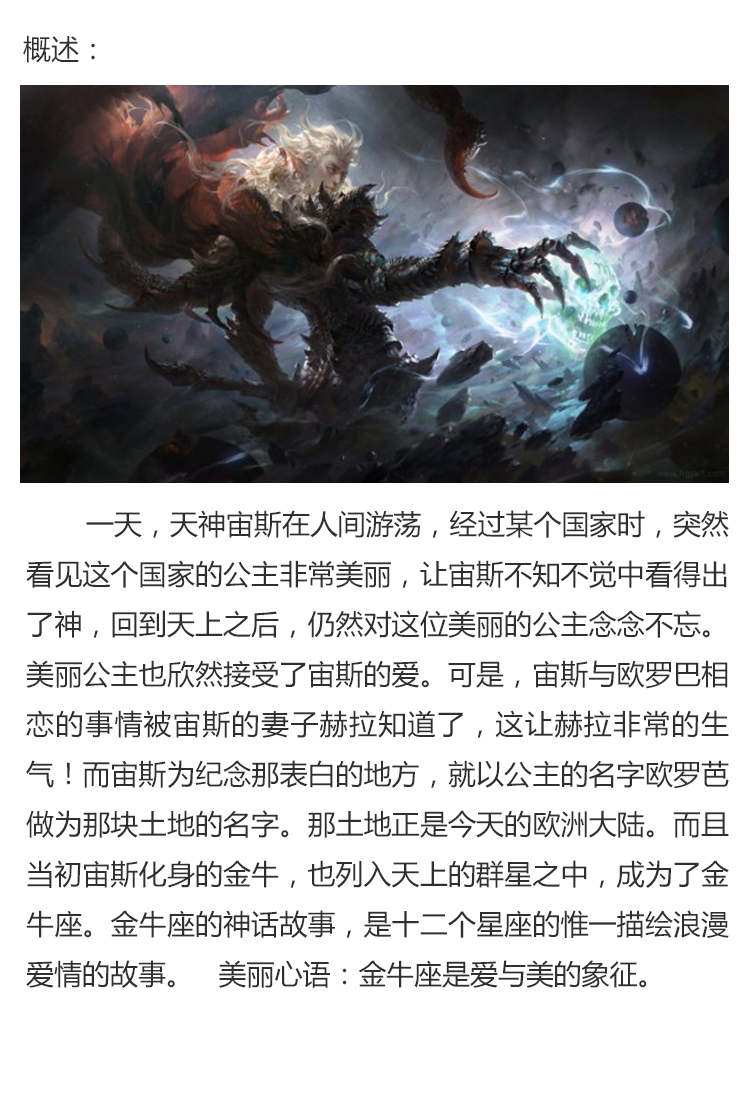 概述：
一天，天神宙斯在人间游荡，经过某个国家时，突然
看见这个国家的公主非常美丽，让宙斯不知不觉中看得出
了神，回到天上之后，仍然对这位美丽的公主念念不忘。
美丽公主也欣然接受了宙斯的爱。可是，宙斯与欧罗巴相
恋的事情被宙斯的妻子赫拉知道了，这让赫拉非常的生
气！而宙斯为纪念那表白的地方，就以公主的名字欧罗芭
做为那块土地的名字。那土地正是今天的欧洲大陆。而且
当初宙斯化身的金牛，也列入天上的群星之中，成为了金
牛座。金牛座的神话故事，是十二个星座的惟一描绘浪漫
爱情的故事。 美丽心语：金牛座是爱与美的象征。